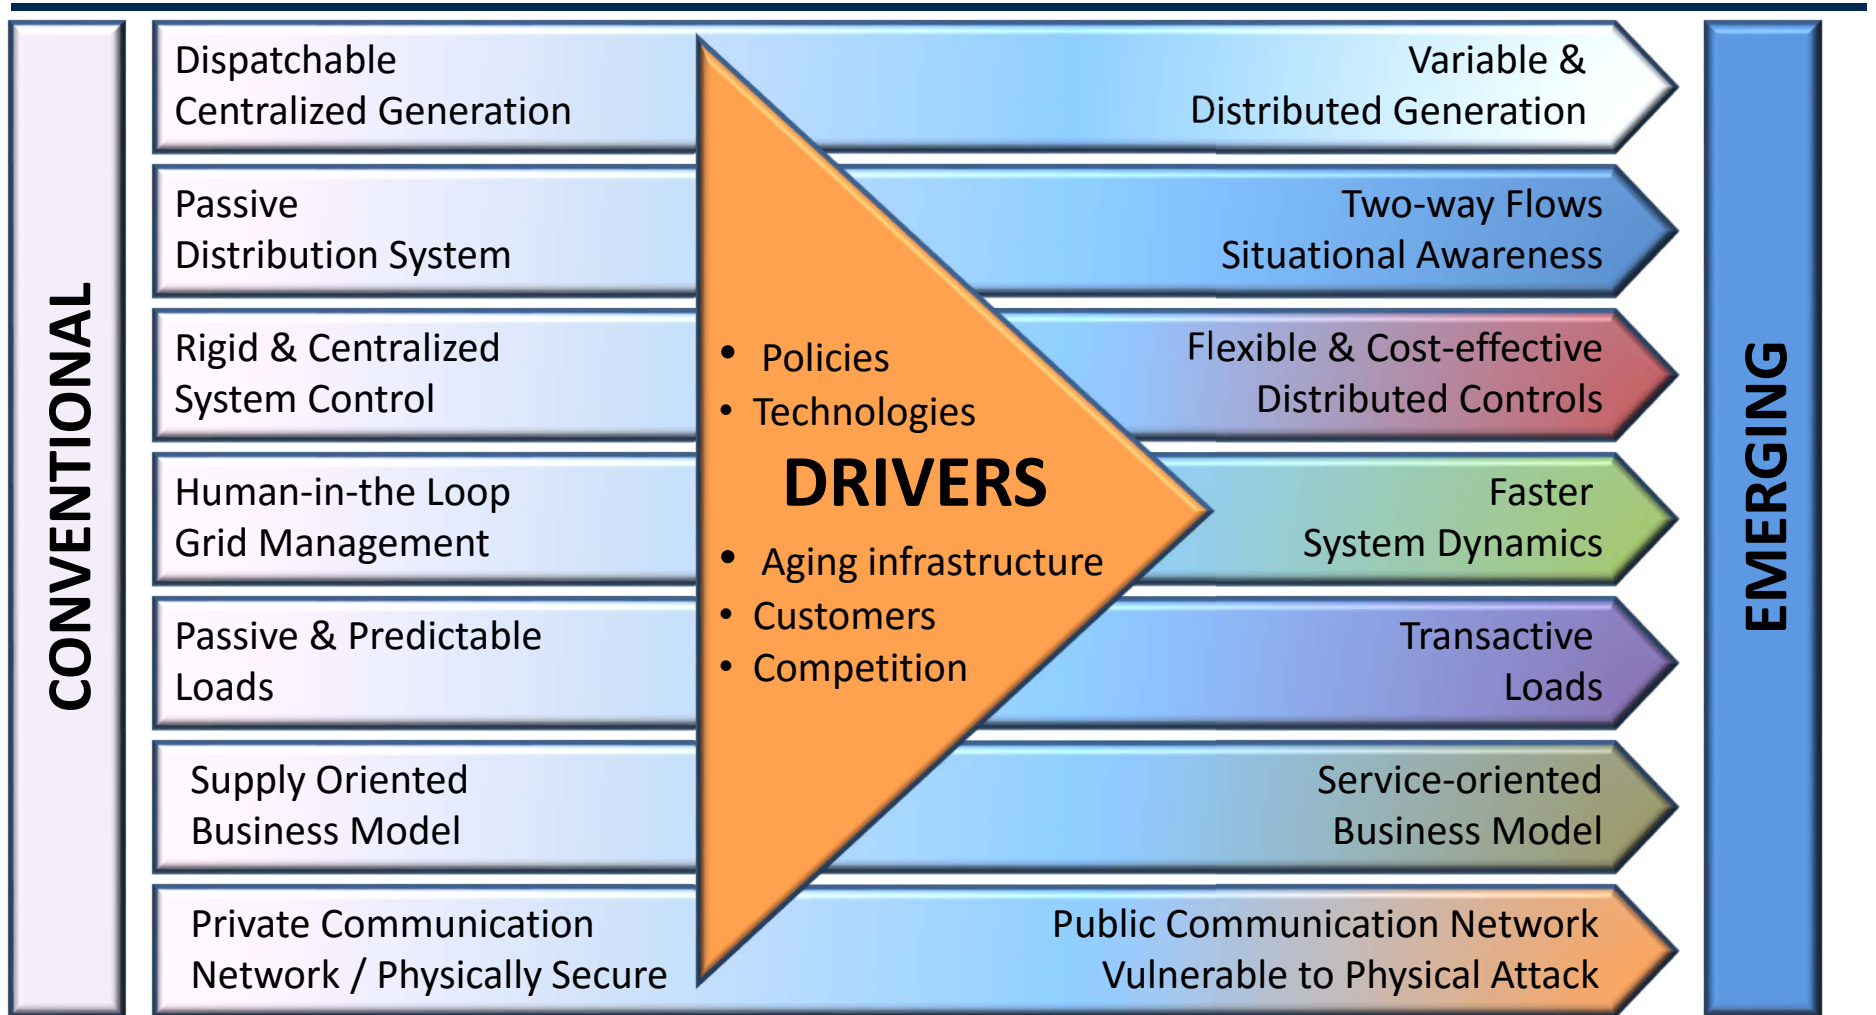 CONVENTIONAL
Dispatchable
Centralized Generation
Passive
Distribution System
Rigid & Centralized
System Control
Human-in-the Loop
Grid Management
Passive & Predictable
Loads
Supply Oriented
Business Model
Private Communication
Network / Physically Secure
• Policies
• Technologies
DRIVERS
• Aging infrastructure
• Customers
• Competition
Variable &
Distributed Generation
Two-way Flows
Situational Awareness
Flexible & Cost-effective
Distributed Controls
Faster
System Dynamics
Transactive
Loads
Service-oriented
Business Model
Public Communication Network
Vulnerable to Physical Attack
EMERGING